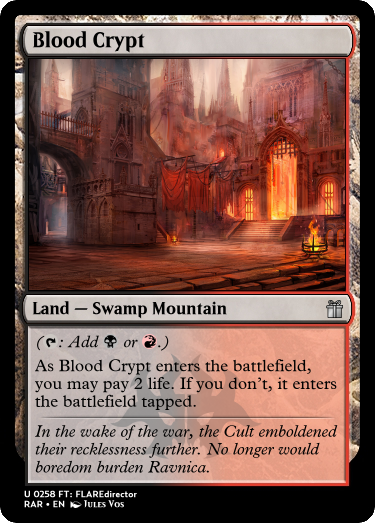 Blood Crypt
Land — Swamp Mountain
(: Add or .)
As Blood Crypt enters the battlefield,
you may pay 2 life. If you don't, it enters
the battlefield tapped.
In the wake of the war, the Cult emboldened
their recklessness further. No longer would
boredom burden Ravnica.
U 0258 FT: FLAREdirector
RAR • EN Jules Vos